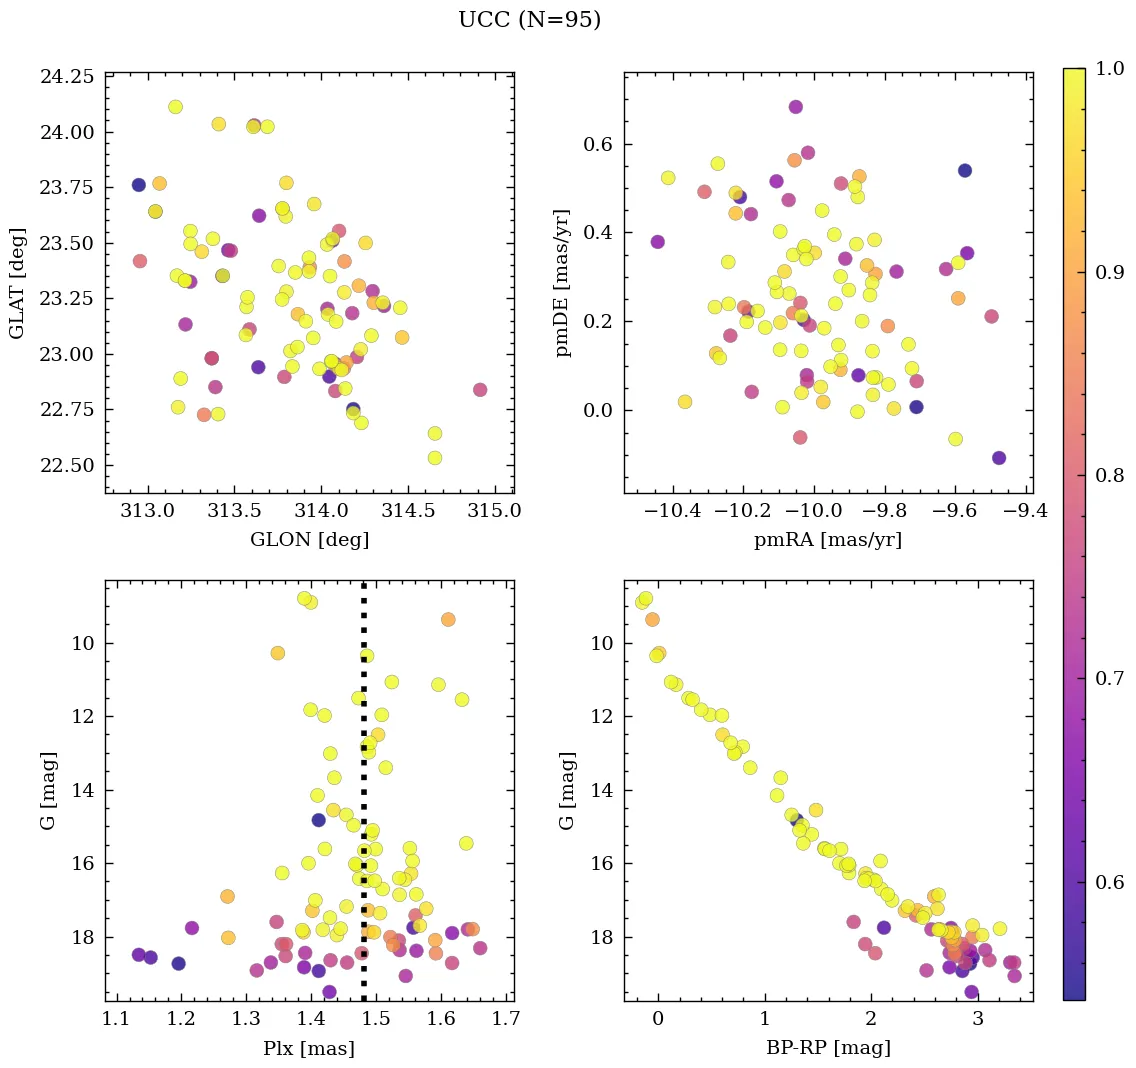 UCC (N=95)
24.25
24.00
23.75
23.50
23.25
23.00
22.75
22.50
GLAT [deg]
313.0 313.5 314.0 314.5 315.0
GLON [deg]
0.6
0.4
0.2
0.0
pmDE [mas/yr]
−10.4 −10.2 −10.0 −9.8 −9.6 −9.4
pmRA [mas/yr]
1.0
0.9
0.8
0.7
0.6
10
12
14
16
18
G [mag]
1.1 1.2 1.3 1.4 1.5 1.6 1.7
Plx [mas]
10
12
14
16
18
G [mag]
0 1 2 3
BP-RP [mag]